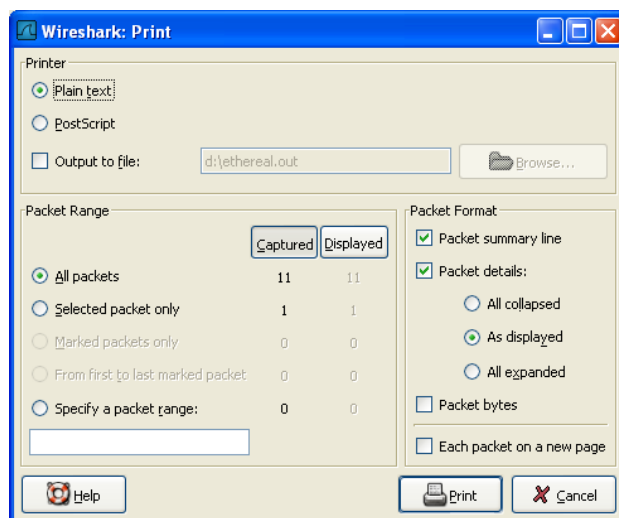 Wireshark: Print
Printer
Plain text
PostScript
Output to file: d:\ethereal.out Browse...
Packet Range
Captured Displayed
All packets 11 11
Selected packet only 1 1
Marked packets only 0 0
From first to last marked packet 0 0
Specify a packet range: 0 0
Packet Format
Packet summary line
Packet details:
All collapsed
As displayed
All expanded
Packet bytes
Each packet on a new page
Help Print Cancel